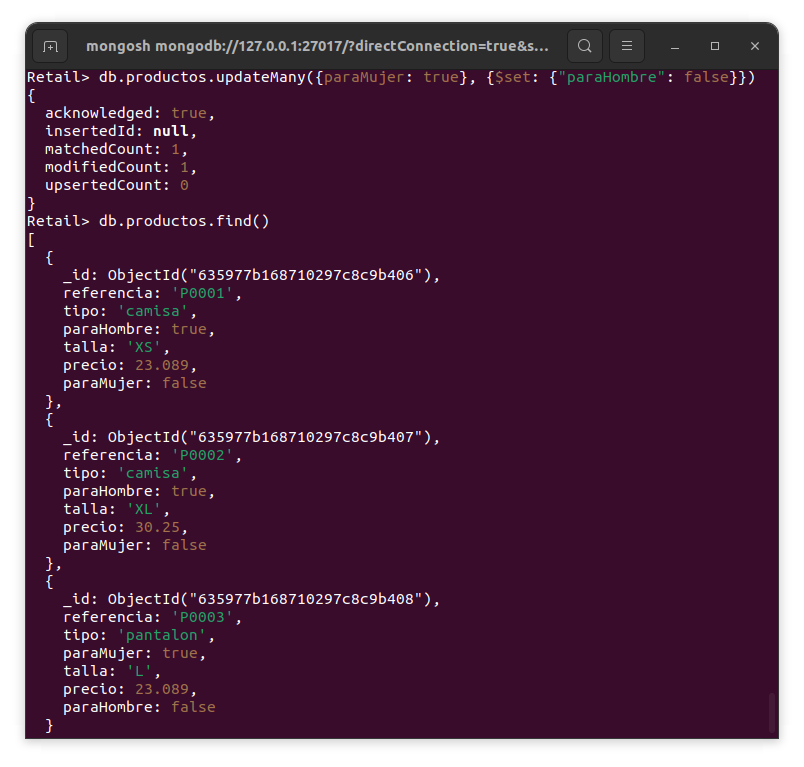 mongosh mongodb://127.0.0.1:27017/?directConnection=true&s...
Retail> db.productos.updateMany({paraMujer: true}, {$set: {"paraHombre": false}})
{
  acknowledged: true,
  insertedId: null,
  matchedCount: 1,
  modifiedCount: 1,
  upsertedCount: 0
}
Retail> db.productos.find()
[
  {
    _id: ObjectId("635977b168710297c8c9b406"),
    referencia: 'P0001',
    tipo: 'camisa',
    paraHombre: true,
    talla: 'XS',
    precio: 23.089,
    paraMujer: false
  },
  {
    _id: ObjectId("635977b168710297c8c9b407"),
    referencia: 'P0002',
    tipo: 'camisa',
    paraHombre: true,
    talla: 'XL',
    precio: 30.25,
    paraMujer: false
  },
  {
    _id: ObjectId("635977b168710297c8c9b408"),
    referencia: 'P0003',
    tipo: 'pantalon',
    paraMujer: true,
    talla: 'L',
    precio: 23.089,
    paraHombre: false
  }